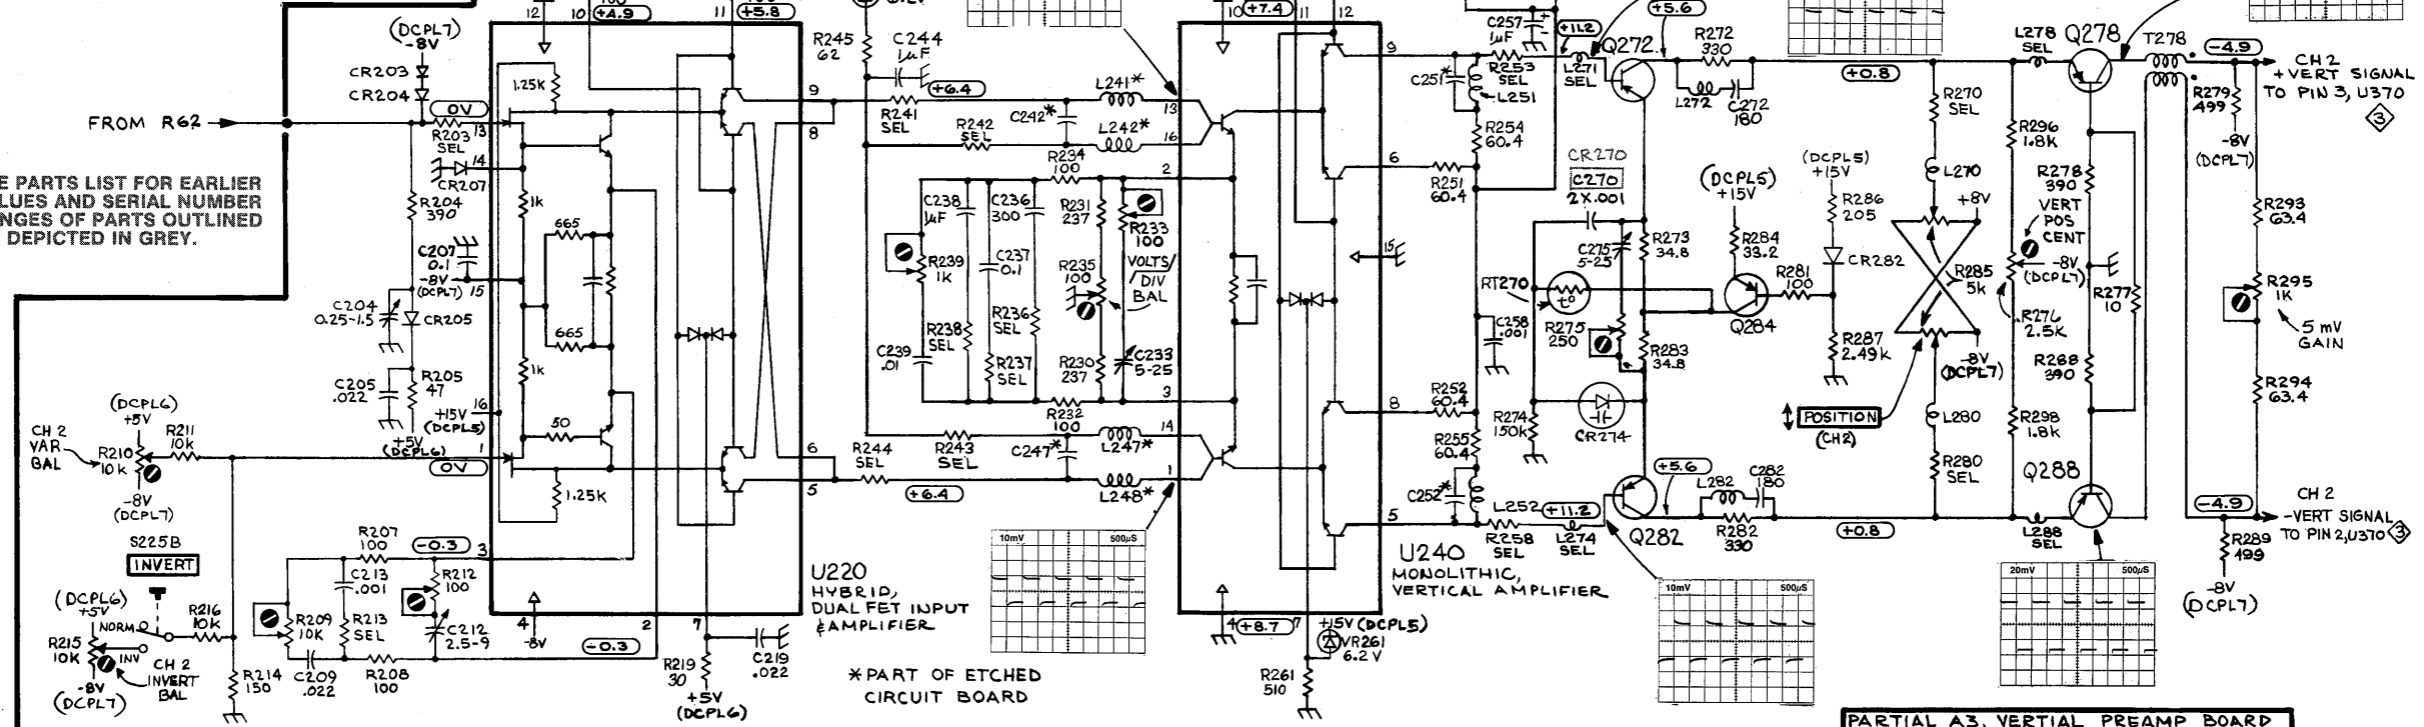 12
10
+4.9
11
+5.8
10
+7.4
11
12
+11.2
+5.6
(DCPL7)
-8V
CR203
CR204
0V
FROM R62
R203
SEL
13
14
CR207
E PARTS LIST FOR EARLIER
LUES AND SERIAL NUMBER
NGES OF PARTS OUTLINED
DEPICTED IN GREY.
R204
390
C207
0.1
-8V
(DCPL7)
15
C204
0.25-1.5
CR205
C205
.022
R205
47
+15V
(DCPL5)
16
+5V
(DCPL6)
1
0V
(DCPL6)
+5V
CH 2
VAR
BAL
R210
10k
R211
10k
-8V
(DCPL7)
S225B
INVERT
(DCPL6)
+5V
NORM
R216
10K
R215
10K
INV
CH 2
INVERT
BAL
-8V
(DCPL7)
R214
150
R207
100
-0.3
3
C213
.001
R212
100
R209
10K
R213
SEL
C212
2.5-9
C209
.022
R208
100
1.25K
1k
665
665
1k
50
1.25K
4
-8V
2
7
-0.3
9
8
6
5
U220
HYBRID,
DUAL FET INPUT
& AMPLIFIER
R219
30
+5V
(DCPL6)
C219
.022
R245
62
C244
1µF
+6.4
R241
SEL
C242*
L241*
R242
SEL
L242*
13
16
R234
100
2
C238
1µF
C236
300
R231
237
R233
100
R239
1K
C237
0.1
R235
100
VOLTS/
DIV
BAL
R238
SEL
R236
SEL
C239
.01
R237
SEL
R230
237
C233
5-25
3
R232
100
R244
SEL
R243
SEL
C247*
L247*
14
+6.4
L248*
1
10mV
500µS
*PART OF ETCHED
CIRCUIT BOARD
9
6
15
8
5
4
+8.7
7
+15V (DCPL5)
VR261
6.2V
R261
510
U240
MONOLITHIC,
VERTICAL AMPLIFIER
C257
1µF
C251*
R253
SEL
L251
L271
SEL
Q272
R254
60.4
R251
60.4
R272
330
L272
C272
180
+0.8
CR270
C270
2X.001
C275
5-25
R273
34.8
RT270
t°
R275
250
C258
.001
R283
34.8
R252
60.4
R274
150k
CR274
R255
60.4
C252*
L252
+11.2
R258
SEL
L274
SEL
+5.6
Q282
L282
C282
180
R282
330
+0.8
10mV
500µS
(DCPL5)
+15V
R284
33.2
R281
100
Q284
(DCPL5)
+15V
R286
205
CR282
R287
2.49k
POSITION
(CH2)
R270
SEL
L270
+8V
R285
5k
-8V
(DCPL7)
L280
R280
SEL
R296
1.8K
VERT
POS
CENT
-8V
(DCPL7)
R276
2.5K
R298
1.8K
L278
SEL
Q278
T278
R278
390
R277
10
R288
390
Q288
L288
SEL
20mV
500µS
-4.9
CH 2
+ VERT SIGNAL
TO PIN 3, U370
3
R279
499
-8V
(DCPL7)
R293
63.4
R295
1K
5 mV
GAIN
R294
63.4
-4.9
CH 2
-VERT SIGNAL
TO PIN 2, U370
3
R289
499
-8V
(DCPL7)
PARTIAL A3, VERTIAL PREAMP BOARD